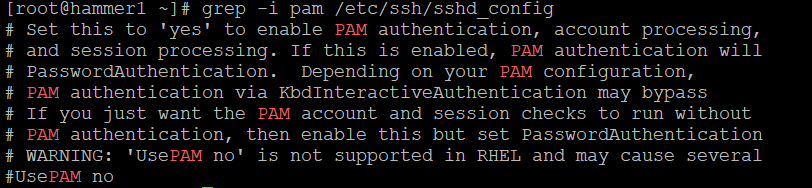 [root@hammer1 ~]# grep -i pam /etc/ssh/sshd_config
# Set this to 'yes' to enable PAM authentication, account processing,
# and session processing. If this is enabled, PAM authentication will
# PasswordAuthentication.  Depending on your PAM configuration,
# PAM authentication via KbdInteractiveAuthentication may bypass
# If you just want the PAM account and session checks to run without
# PAM authentication, then enable this but set PasswordAuthentication
# WARNING: 'UsePAM no' is not supported in RHEL and may cause several
#UsePAM no